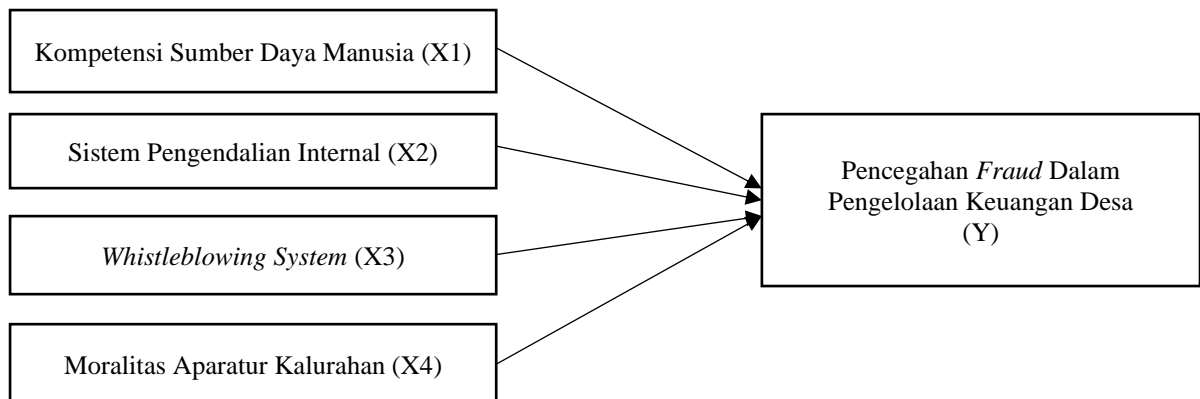 Kompetensi Sumber Daya Manusia (X1)
Sistem Pengendalian Internal (X2)
Whistleblowing System (X3)
Moralitas Aparatur Kalurahan (X4)
Pencegahan Fraud Dalam
Pengelolaan Keuangan Desa
(Y)